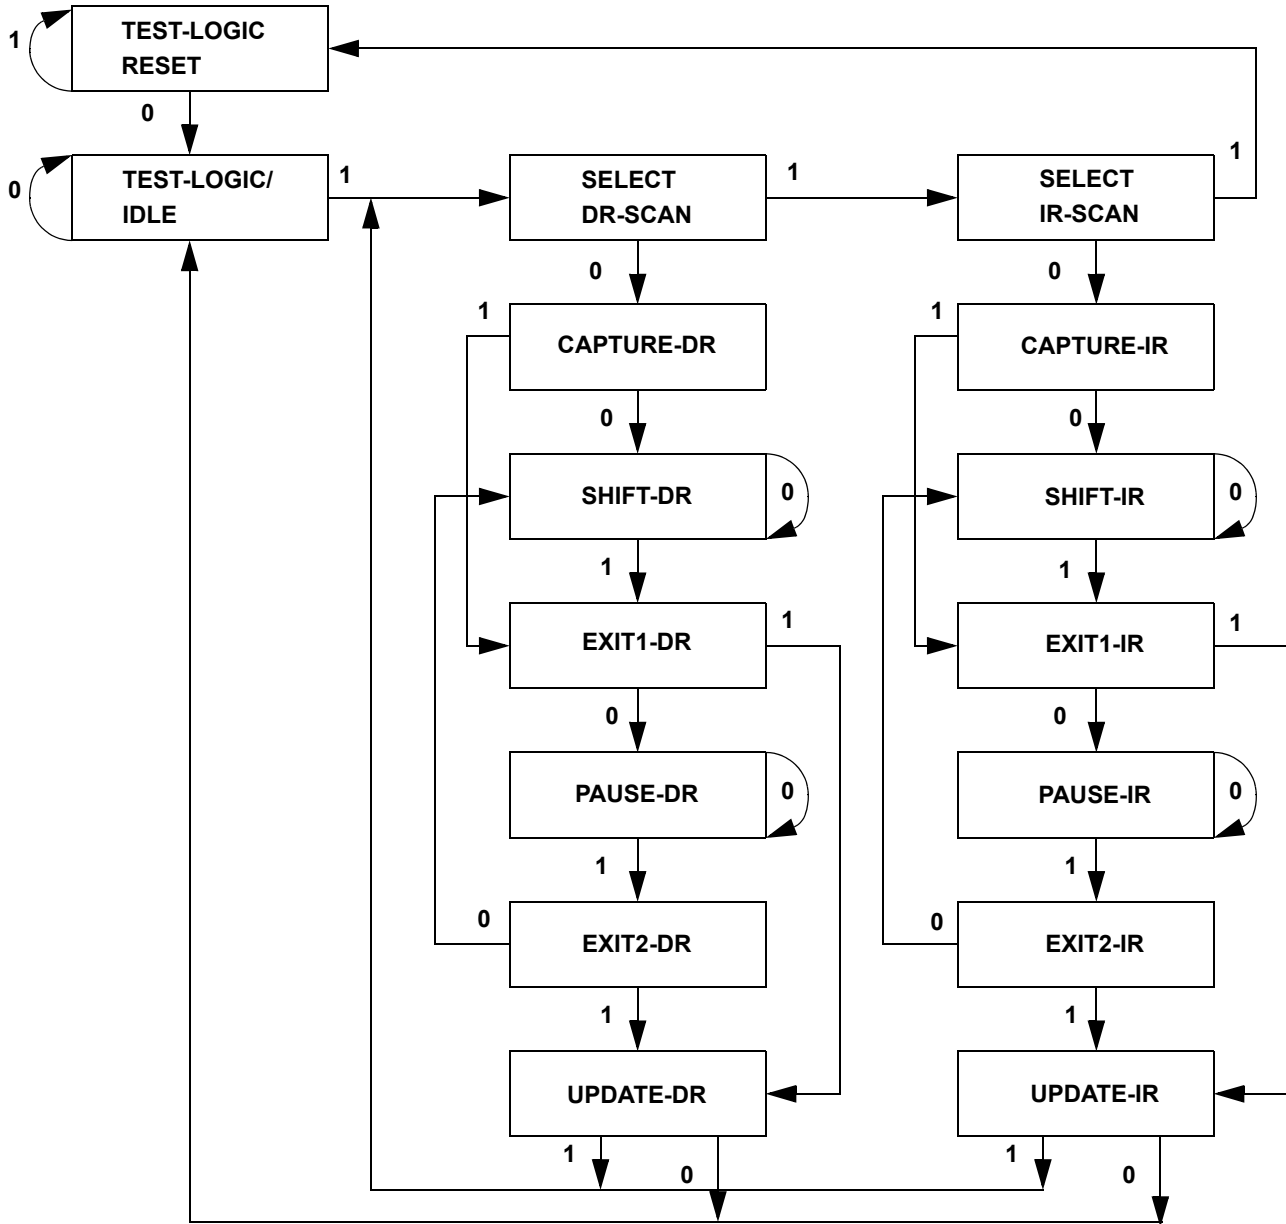 TEST-LOGIC
RESET
1
0
TEST-LOGIC/
IDLE
0
1
SELECT
DR-SCAN
1
SELECT
IR-SCAN
1
0
0
1
CAPTURE-DR
1
CAPTURE-IR
0
0
SHIFT-DR
0
SHIFT-IR
0
1
1
EXIT1-DR
1
EXIT1-IR
1
0
0
PAUSE-DR
0
PAUSE-IR
0
1
1
0
EXIT2-DR
0
EXIT2-IR
1
1
UPDATE-DR
UPDATE-IR
1
0
1
0